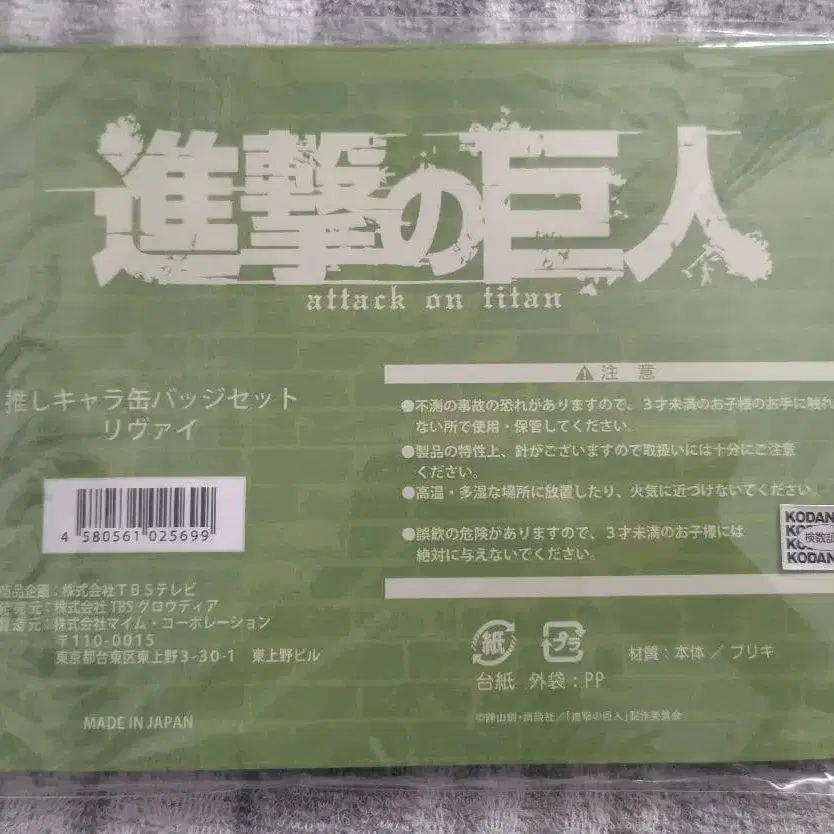 進撃の巨人
attack on titan
推しキャラ缶バッジセット
リヴァイ
4 580561 025699
注 意
●不測の事故の恐れがありますので、３才未満のお子様のお手に触れ
ない所で使用・保管してください。
●製品の特性上、針がございますので取扱いには十分にご注意
ください。
●高温・多湿な場所に放置したり、火気に近づけないでください。
●誤飲の危険がありますので、３才未満のお子様には
絶対に与えないでください。
KODAN
検数証
KODAN
商品企画：株式会社ＴＢＳテレビ
発売元：株式会社TBSグロウディア
製造元：株式会社マイム・コーポレーション
〒110-0015
東京都台東区東上野3-30-1 東上野ビル
MADE IN JAPAN
紙 プラ
台紙 外袋：PP
材質：本体／ブリキ
©諫山創・講談社／「進撃の巨人」製作委員会